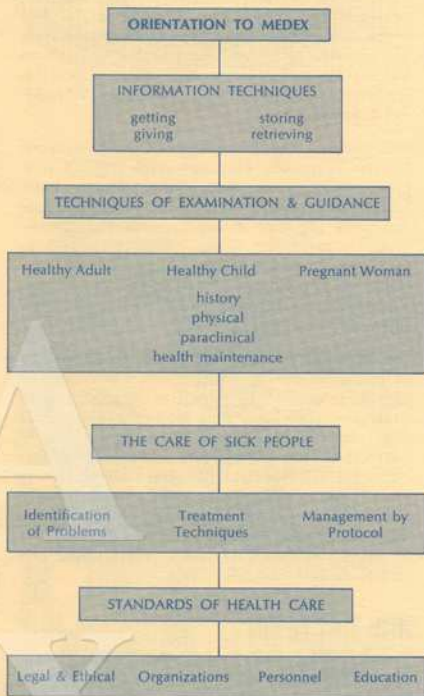 ORIENTATION TO MEDEX
INFORMATION TECHNIQUES
getting storing
giving retrieving
TECHNIQUES OF EXAMINATION & GUIDANCE
Healthy Adult Healthy Child Pregnant Woman
history
physical
paraclinical
health maintenance
THE CARE OF SICK PEOPLE
Identification Treatment Management by
of Problems Techniques Protocol
STANDARDS OF HEALTH CARE
Legal & Ethical Organizations Personnel Education